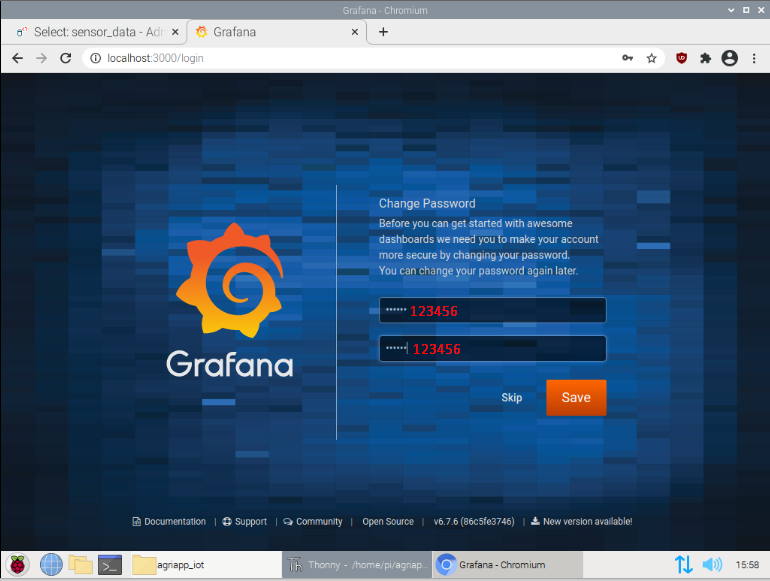 Grafana - Chromium
Select: sensor_data - Adm
Grafana
localhost:3000/login
Change Password
Before you can get started with awesome
dashboards we need you to make your account
more secure by changing your password.
You can change your password again later.
•••••• 123456
•••••• 123456
Grafana
Skip
Save
Documentation | Support | Community | Open Source | v6.7.6 (86c5fe3746) | New version available!
agriapp_iot
Th Thonny - /home/pi/agriap...
Grafana - Chromium
15:58